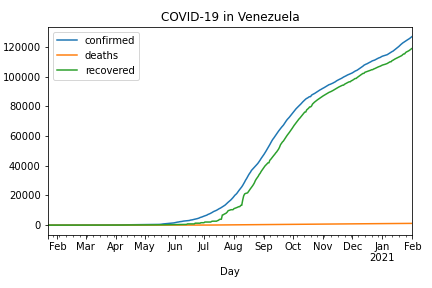 COVID-19 in Venezuela
confirmed
deaths
recovered
120000
100000
80000
60000
40000
20000
0
Feb Mar Apr May Jun Jul Aug Sep Oct Nov Dec Jan Feb
2021
Day